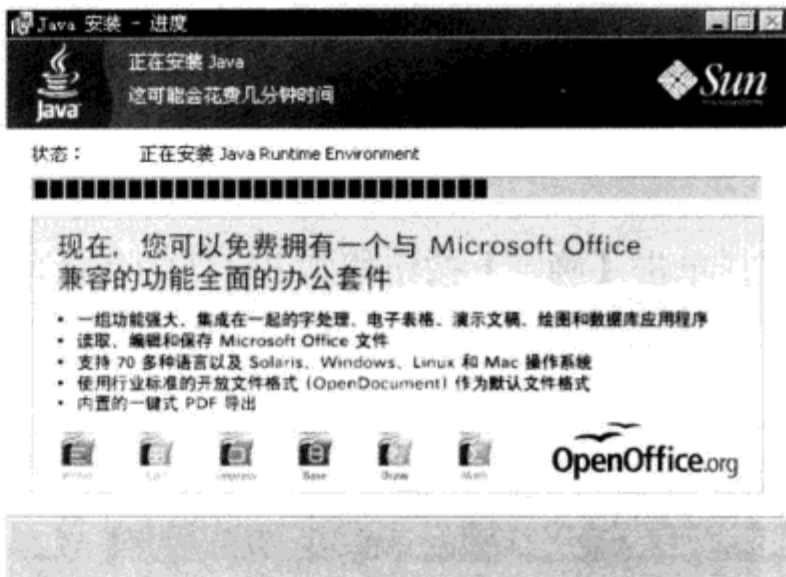 Java 安装 - 进度
Java
正在安装 Java
这可能会花费几分钟时间
Sun
状态： 正在安装 Java Runtime Environment
现在，您可以免费拥有一个与 Microsoft Office
兼容的功能全面的办公套件
• 一组功能强大、集成在一起的字处理、电子表格、演示文稿、绘图和数据库应用程序
• 读取、编辑和保存 Microsoft Office 文件
• 支持 70 多种语言以及 Solaris、Windows、Linux 和 Mac 操作系统
• 使用行业标准的开放文件格式 (OpenDocument) 作为默认文件格式
• 内置的一键式 PDF 导出
Base Draw
OpenOffice.org